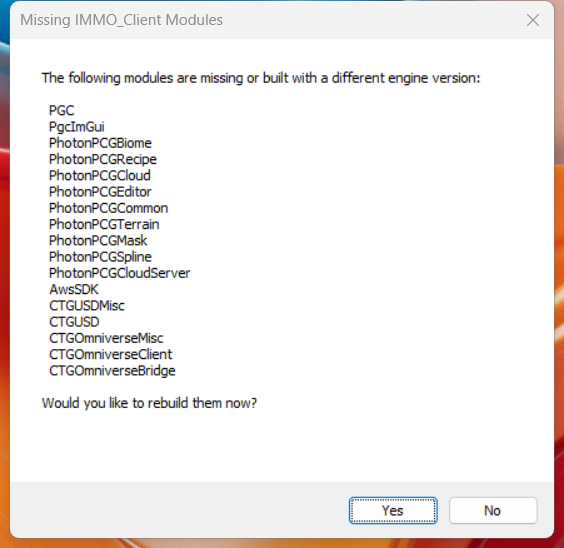 Missing IMMO_Client Modules
The following modules are missing or built with a different engine version:
PGC
PgcImGui
PhotonPCGBiome
PhotonPCGRecipe
PhotonPCGCloud
PhotonPCGEditor
PhotonPCGCommon
PhotonPCGTerrain
PhotonPCGMask
PhotonPCGSpline
PhotonPCGCloudServer
AwsSDK
CTGUSDMisc
CTGUSD
CTGOmniverseMisc
CTGOmniverseClient
CTGOmniverseBridge
Would you like to rebuild them now?
Yes
No